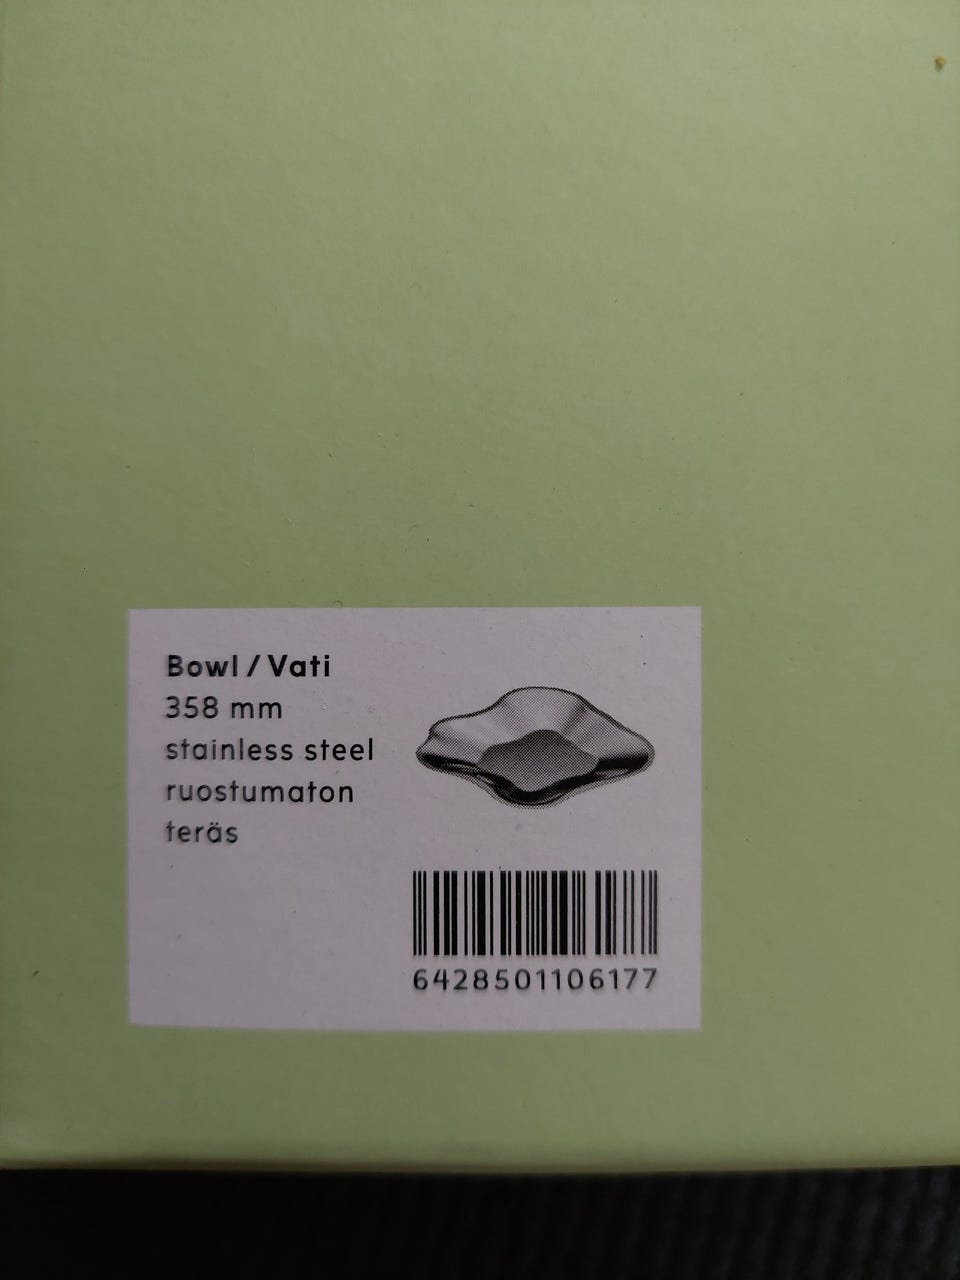 Bowl / Vati
358 mm
stainless steel
ruostumaton
teräs
6428501106177